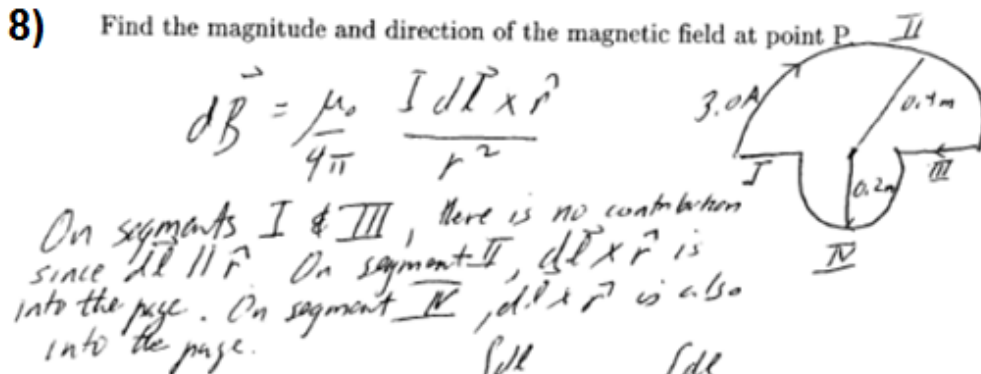 8) Find the magnitude and direction of the magnetic field at point P.
II
dB⃗ = μ₀/4π I dl⃗ x r̂/r²
3.0A
0.4m
I
0.2m
III
IV
On segments I & III, there is no contribution
since dl⃗ // r̂ On segment II, dl⃗ x r̂ is
into the page. On segment IV, dl x r̂ is also
into the page.
∫dl ∫dl